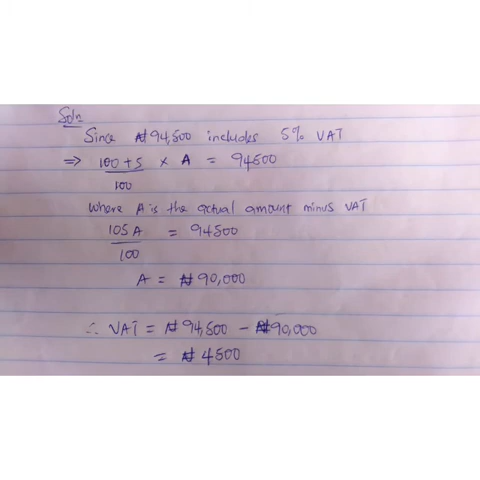 Soln
Since ₦94,500 includes 5% VAT
⇒ 100 + 5 × A = 94500
100
where A is the actual amount minus VAT
105A = 94500
100
A = ₦90,000
∴ VAT = ₦94,500 - ₦90,000
= ₦4500